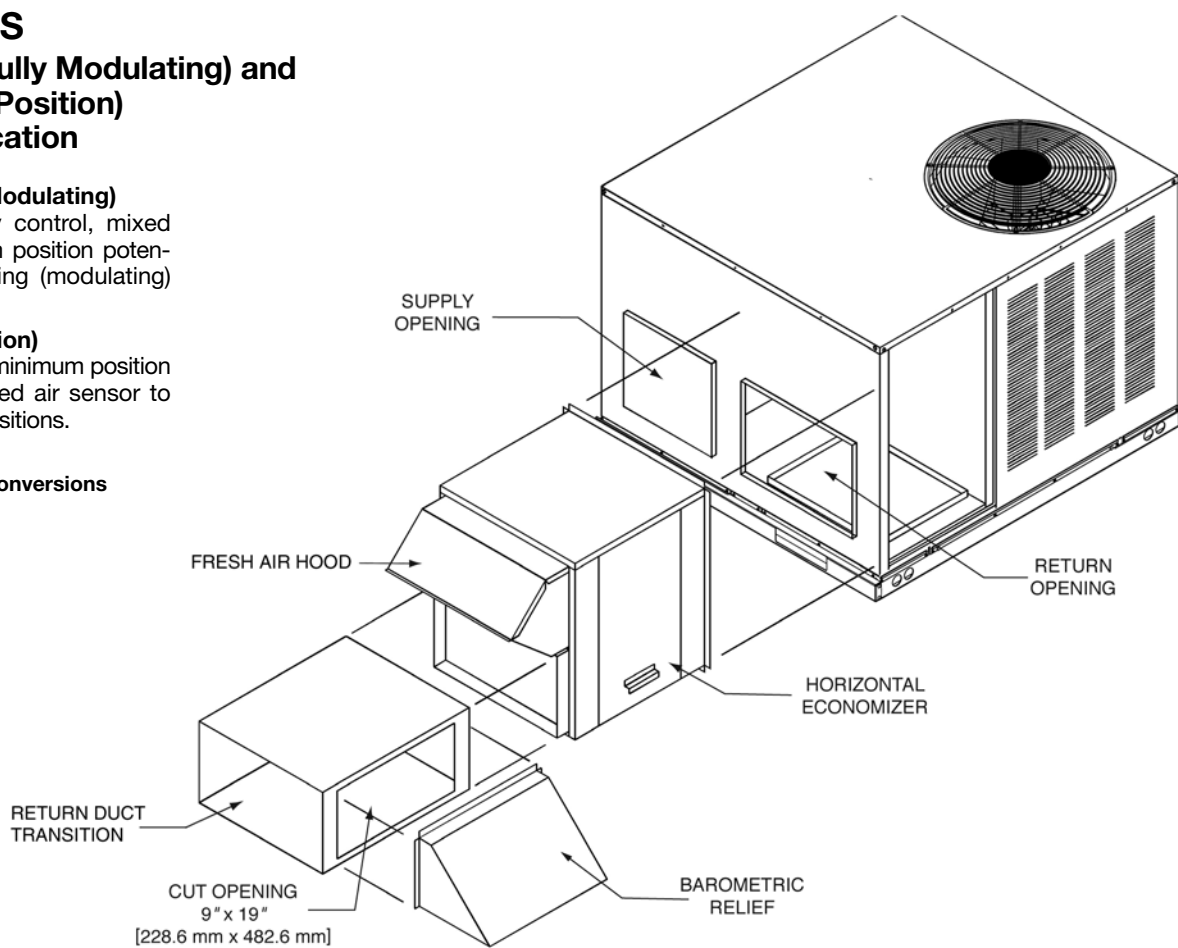 S
ully Modulating) and
Position)
cation
Modulating)
control, mixed
position poten-
ing (modulating)
ion)
minimum position
ed air sensor to
sitions.
onversions
SUPPLY
OPENING
FRESH AIR HOOD
RETURN
OPENING
HORIZONTAL
ECONOMIZER
RETURN DUCT
TRANSITION
CUT OPENING
9" x 19"
[228.6 mm x 482.6 mm]
BAROMETRIC
RELIEF